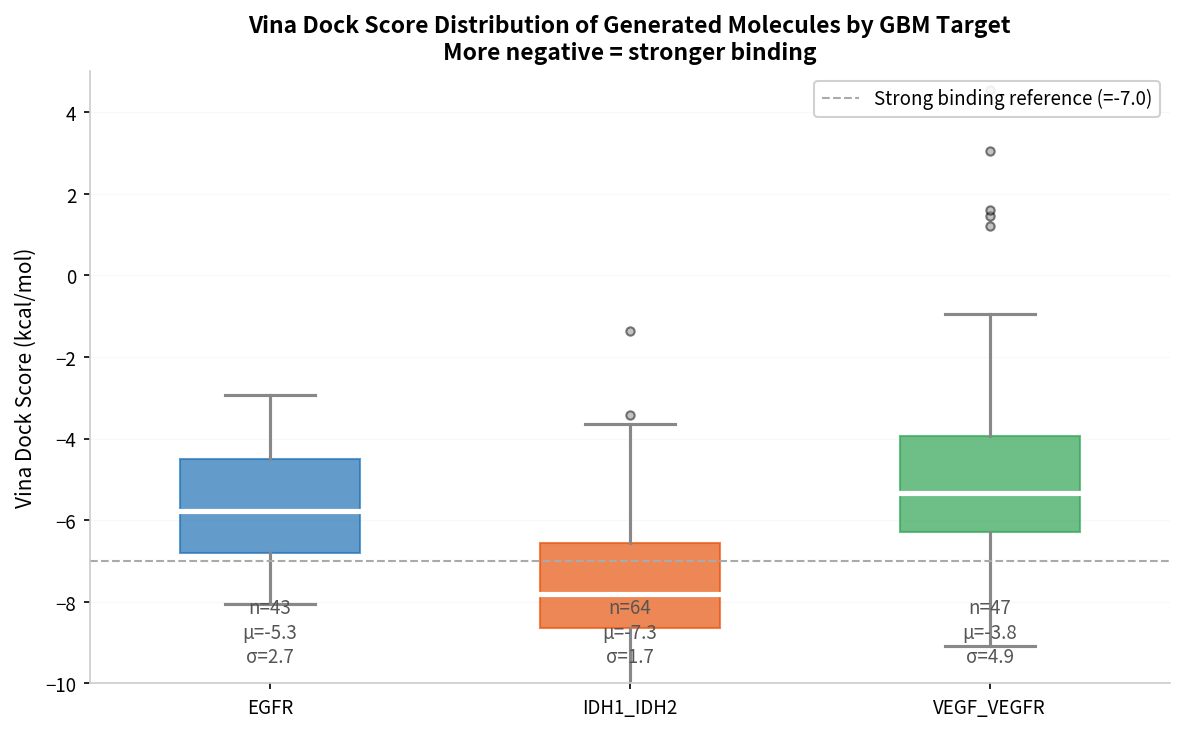 Vina Dock Score Distribution of Generated Molecules by GBM Target
More negative = stronger binding
Strong binding reference (=-7.0)
Vina Dock Score (kcal/mol)
4
2
0
−2
−4
−6
−8
−10
n=43
μ=-5.3
σ=2.7
n=64
μ=-7.3
σ=1.7
n=47
μ=-3.8
σ=4.9
EGFR
IDH1_IDH2
VEGF_VEGFR